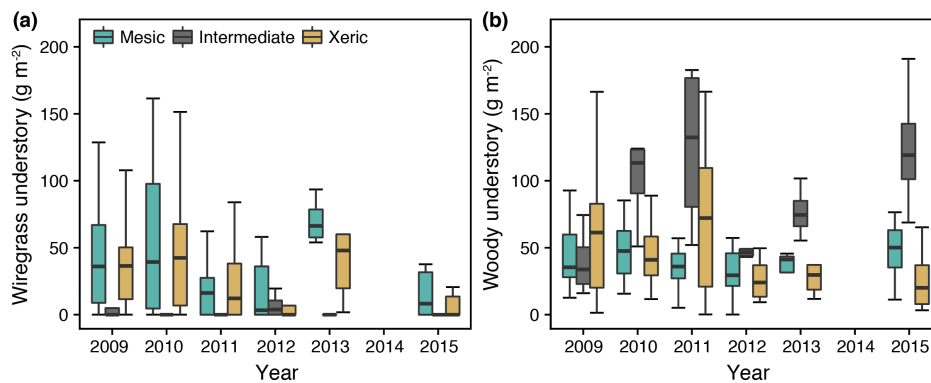 (a)
Mesic Intermediate Xeric
Wiregrass understory (g m-2)
200
150
100
50
0
2009 2010 2011 2012 2013 2014 2015
Year
(b)
Woody understory (g m-2)
200
150
100
50
0
2009 2010 2011 2012 2013 2014 2015
Year